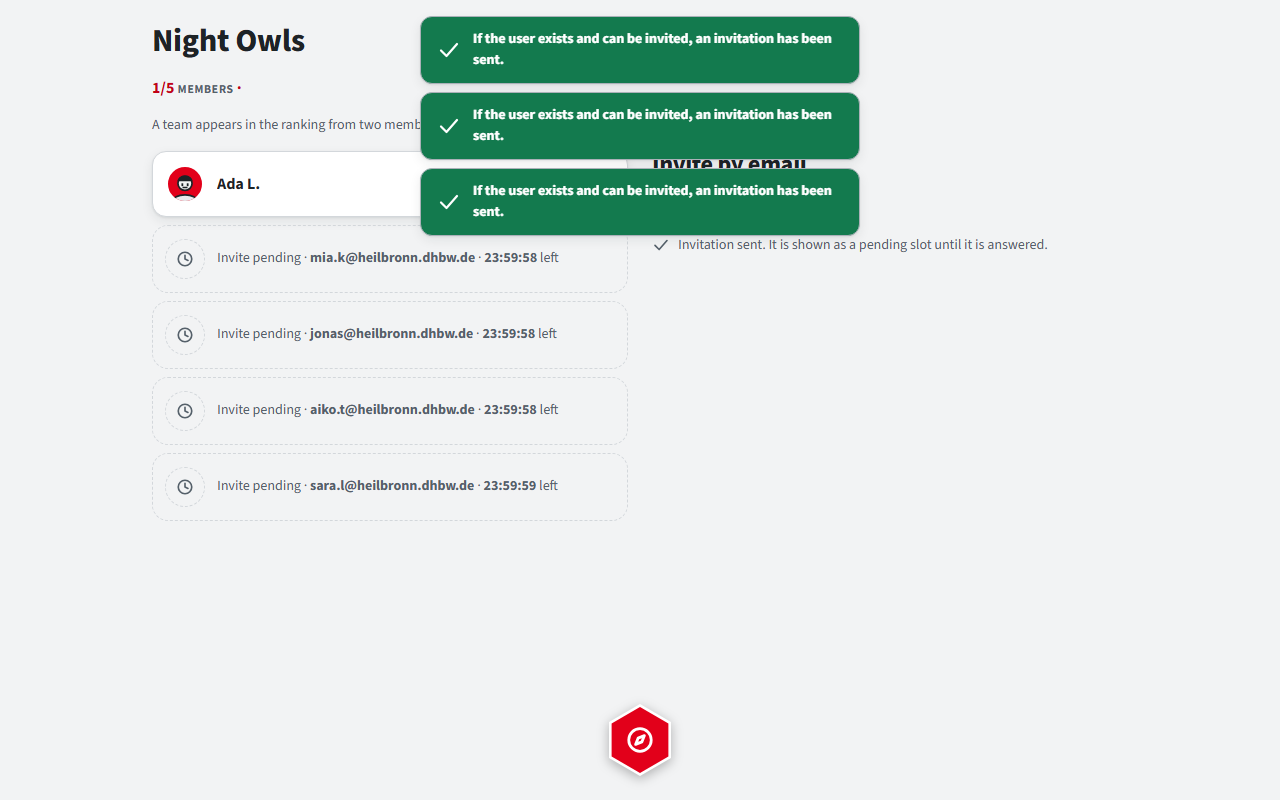 Night Owls
1/5 MEMBERS •
A team appears in the ranking from two memb
If the user exists and can be invited, an invitation has been
sent.
If the user exists and can be invited, an invitation has been
sent.
If the user exists and can be invited, an invitation has been
sent.
Ada L.
Invite pending · mia.k@heilbronn.dhbw.de · 23:59:58 left
Invite pending · jonas@heilbronn.dhbw.de · 23:59:58 left
Invite pending · aiko.t@heilbronn.dhbw.de · 23:59:58 left
Invite pending · sara.l@heilbronn.dhbw.de · 23:59:59 left
Invite by email
Invitation sent. It is shown as a pending slot until it is answered.